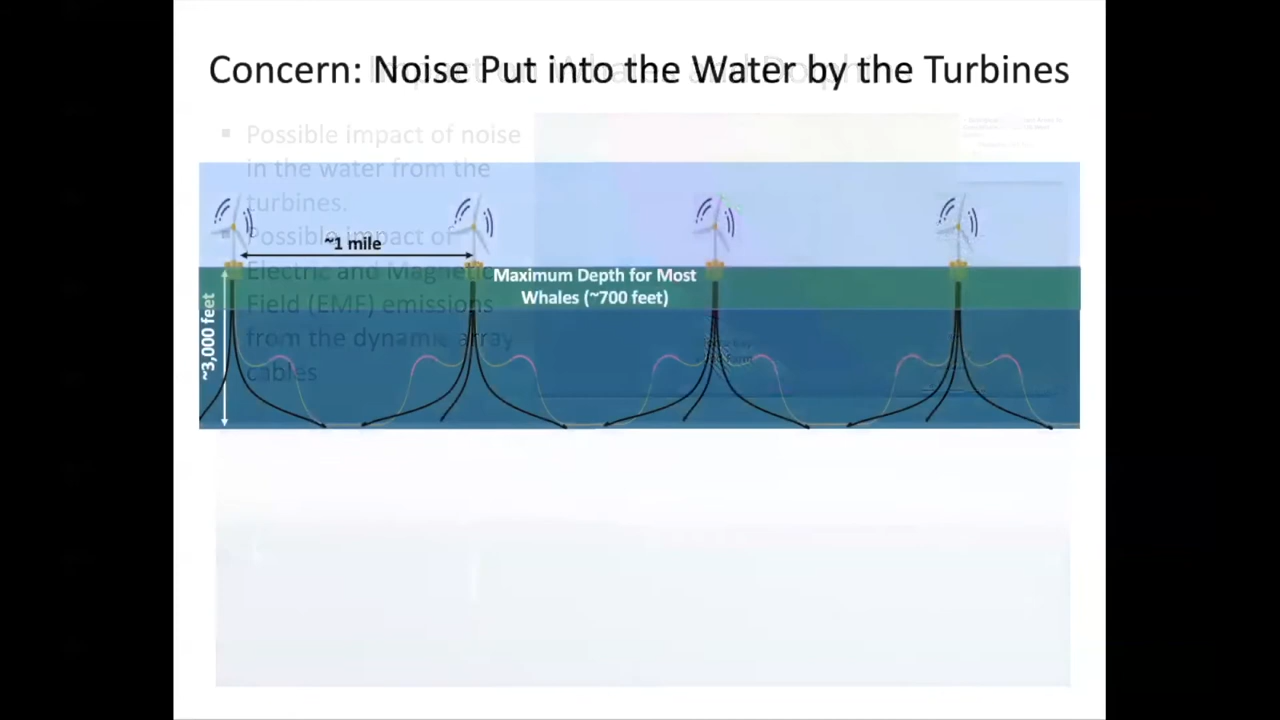 Concern: Noise Put into the Water by the Turbines
Possible impact of noise
in the water from the
turbines.
Possible impact of
Electric and Magnetic
Field (EMF) emissions
from the dynamic array
cables
~1 mile
Maximum Depth for Most
Whales (~700 feet)
~3,000 feet